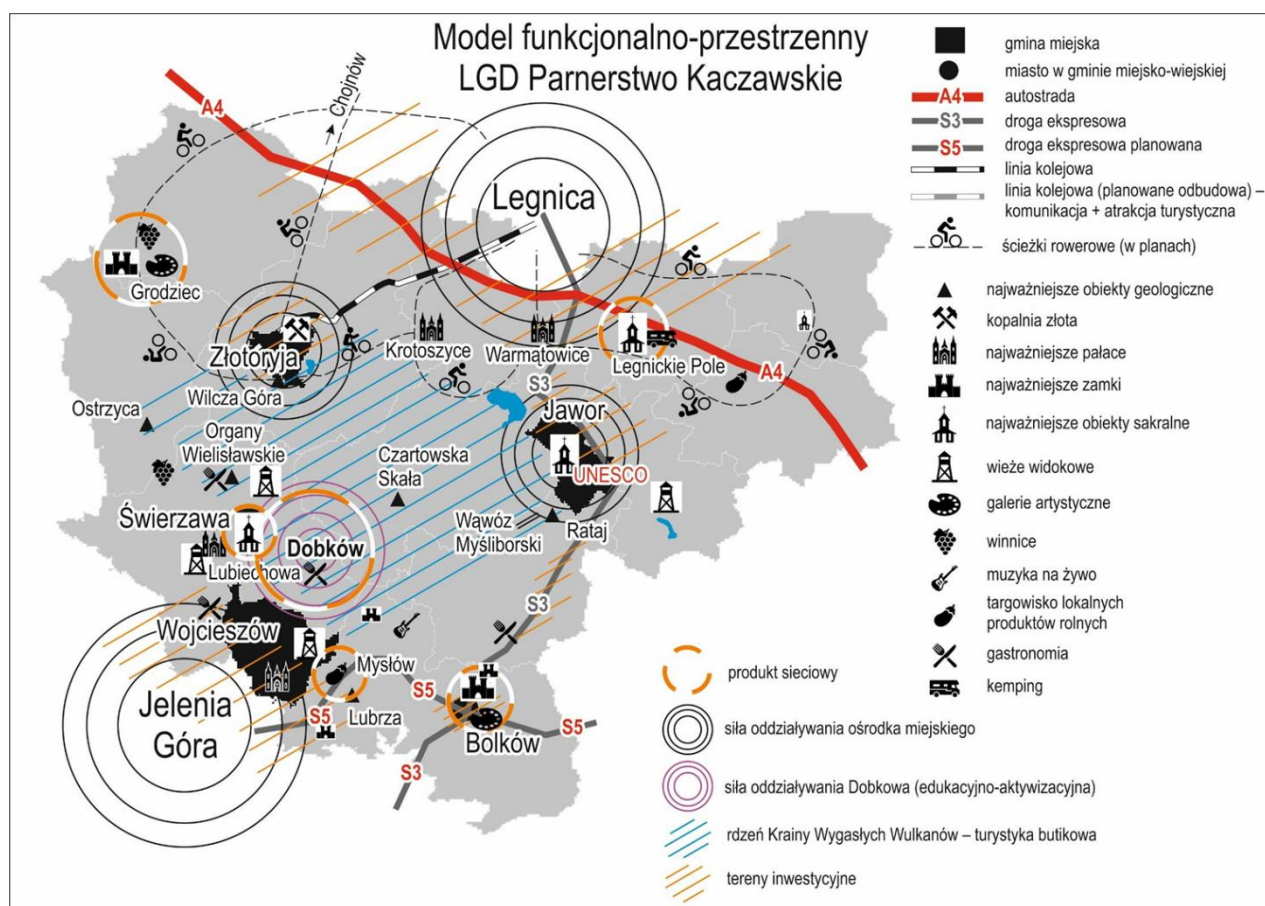 Model funkcjonalno-przestrzenny
LGD Parnerstwo Kaczawskie
A4
Chojnów
Legnica
Grodziec
Złotoryja
Krotoszyce
Warmątowice
Legnickie Pole
Wilcza Góra
S3
A4
Ostrzyca
Organy
Wielisławskie
Jawor
Czartowska
Skała
UNESCO
Świerzawa
Wąwóz
Myśliborski
Rataj
Dobków
Lubiechowa
S3
Wojcieszów
Mysłów
Jelenia
Góra
S5
Lubrza
S5
Bolków
S5
S3
gmina miejska
miasto w gminie miejsko-wiejskiej
A4
autostrada
S3
droga ekspresowa
S5
droga ekspresowa planowana
linia kolejowa
linia kolejowa (planowane odbudowa) –
komunikacja + atrakcja turystyczna
ścieżki rowerowe (w planach)
najważniejsze obiekty geologiczne
kopalnia złota
najważniejsze pałace
najważniejsze zamki
najważniejsze obiekty sakralne
wieże widokowe
galerie artystyczne
winnice
muzyka na żywo
targowisko lokalnych
produktów rolnych
gastronomia
kemping
produkt sieciowy
siła oddziaływania ośrodka miejskiego
siła oddziaływania Dobkowa (edukacyjno-aktywizacyjna)
rdzeń Krainy Wygasłych Wulkanów – turystyka butikowa
tereny inwestycyjne